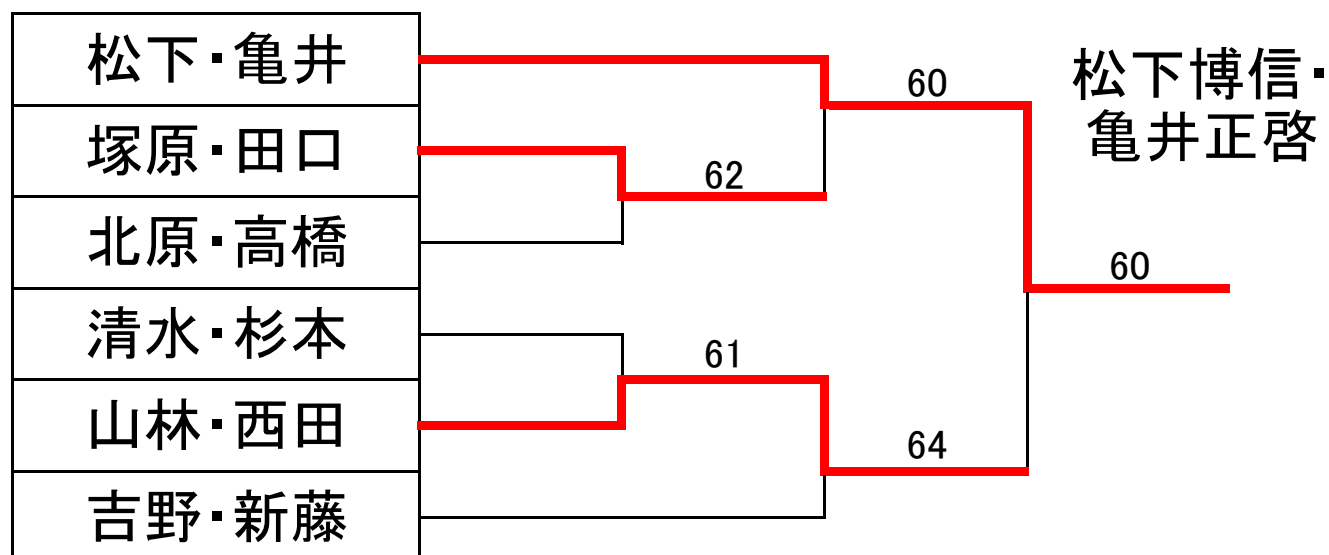 松下・亀井
塚原・田口
北原・高橋
清水・杉本
山林・西田
吉野・新藤
62
61
60
64
60
松下博信・
亀井正啓